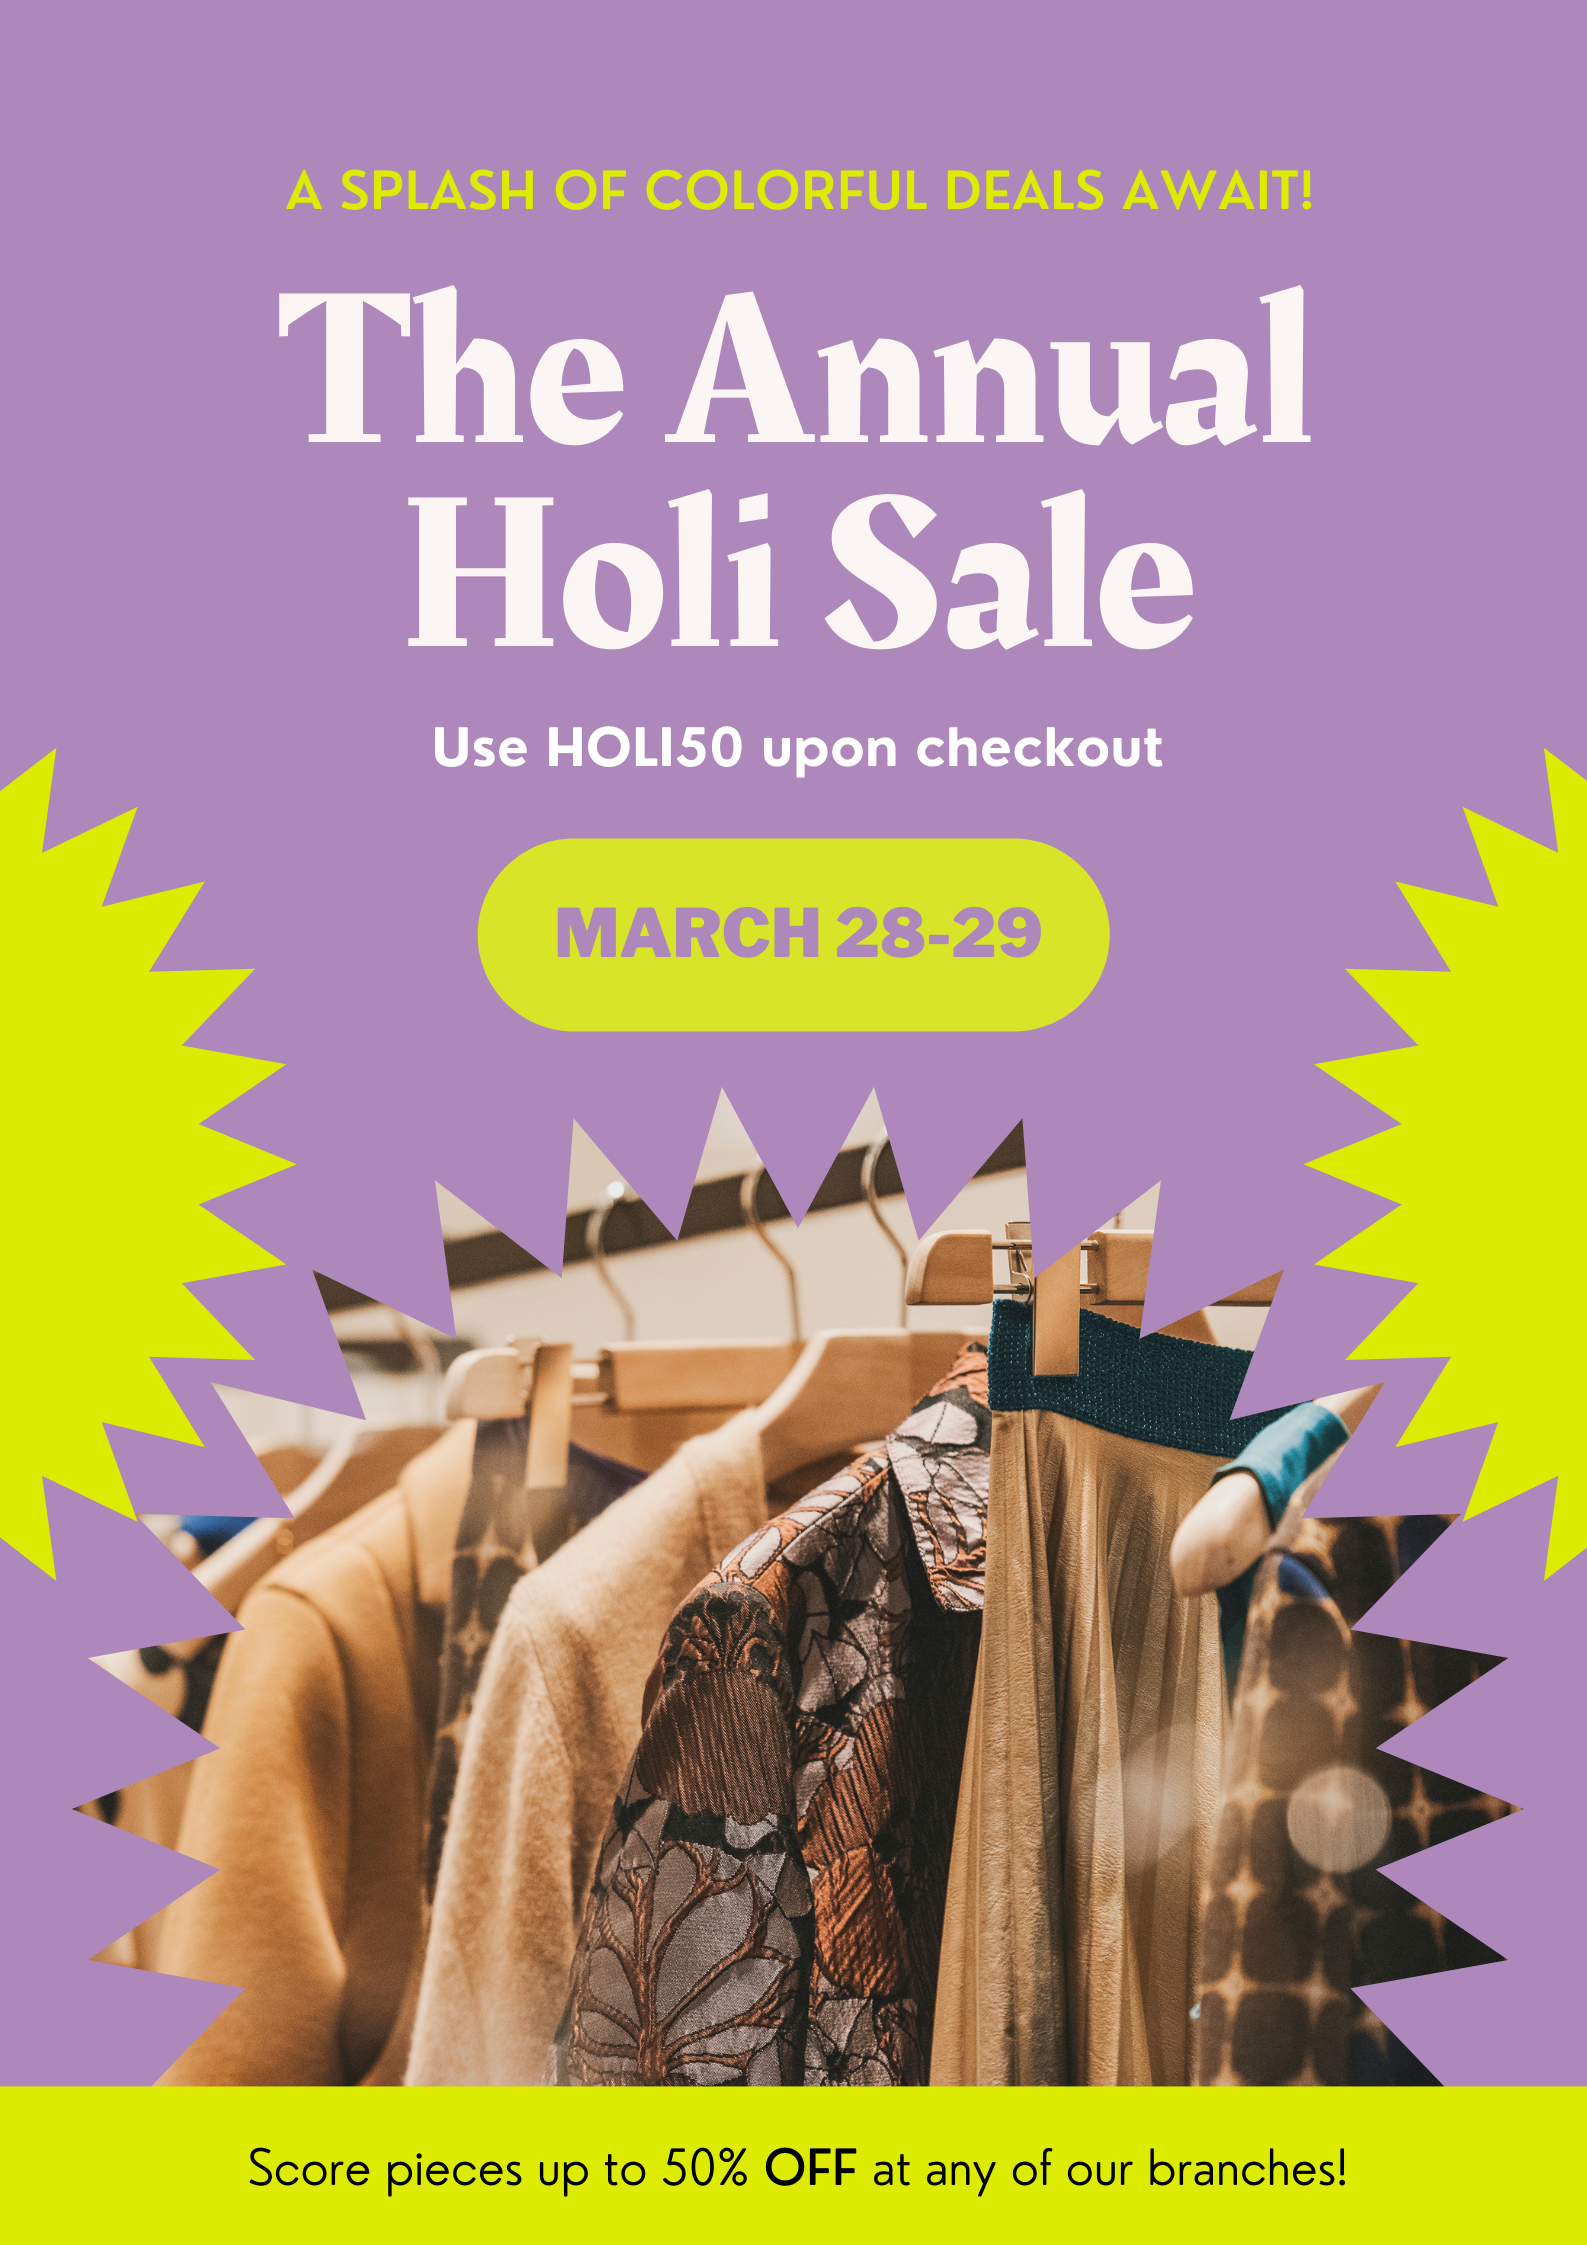 A SPLASH OF COLORFUL DEALS AWAIT!
The Annual
Holi Sale
Use HOLI50 upon checkout
MARCH 28-29
Score pieces up to 50% OFF at any of our branches!